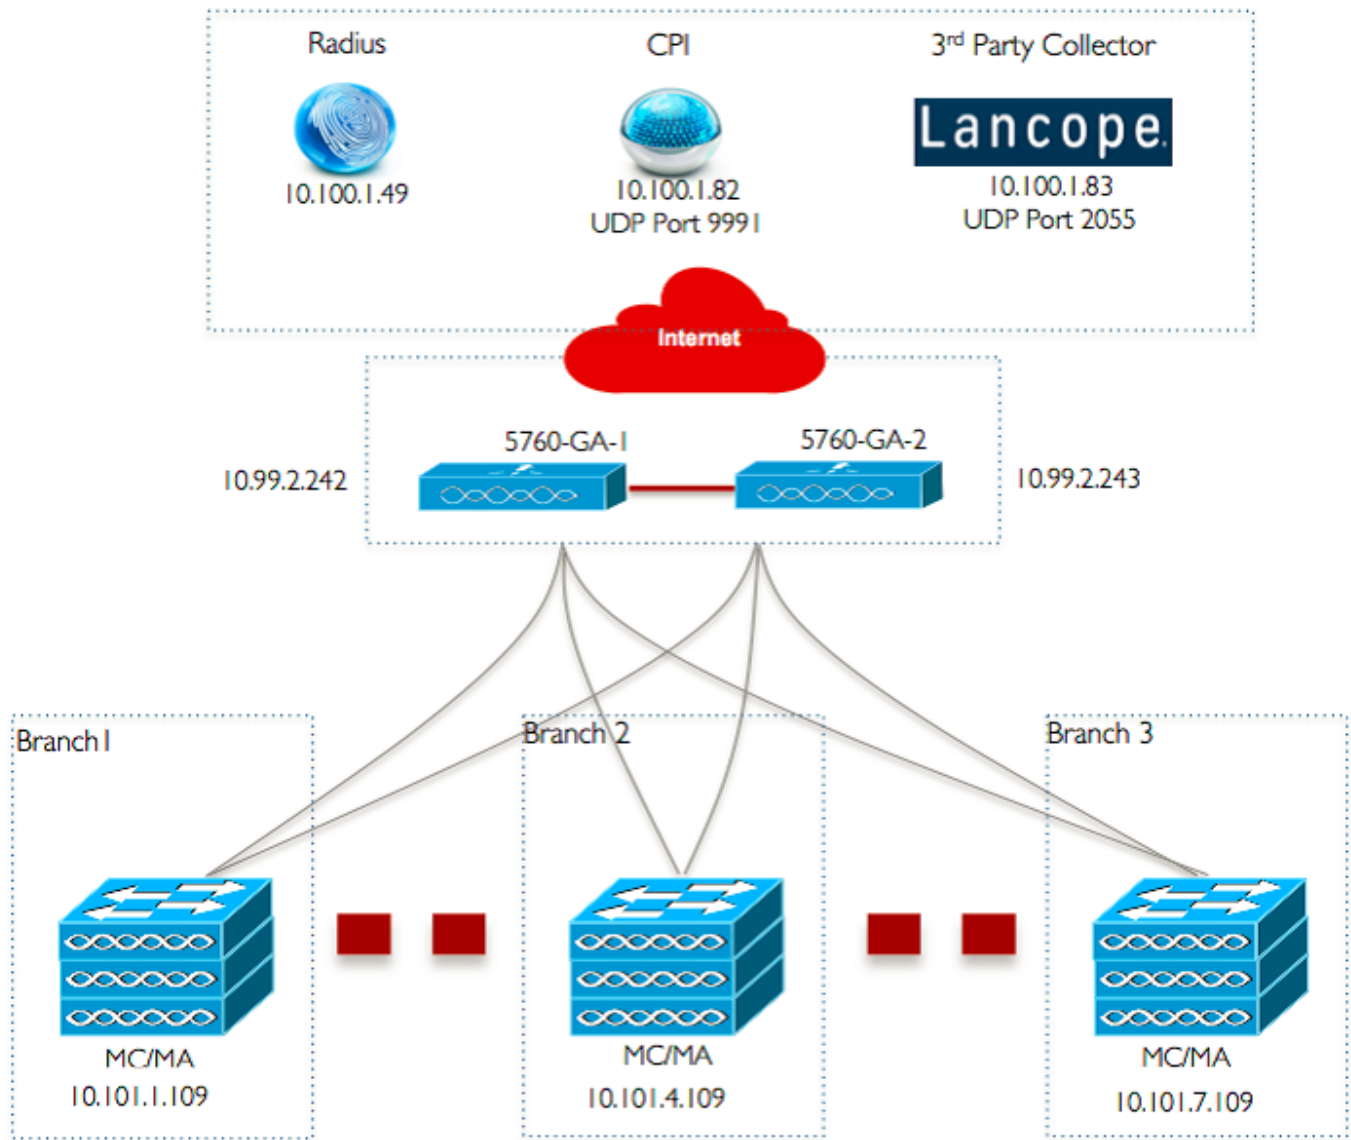 Radius
CPI
3rd Party Collector
Lancope.
10.100.1.49
10.100.1.82
UDP Port 9991
10.100.1.83
UDP Port 2055
Internet
5760-GA-1
5760-GA-2
10.99.2.242
10.99.2.243
Branch1
Branch 2
Branch 3
MC/MA
10.101.1.109
MC/MA
10.101.4.109
MC/MA
10.101.7.109